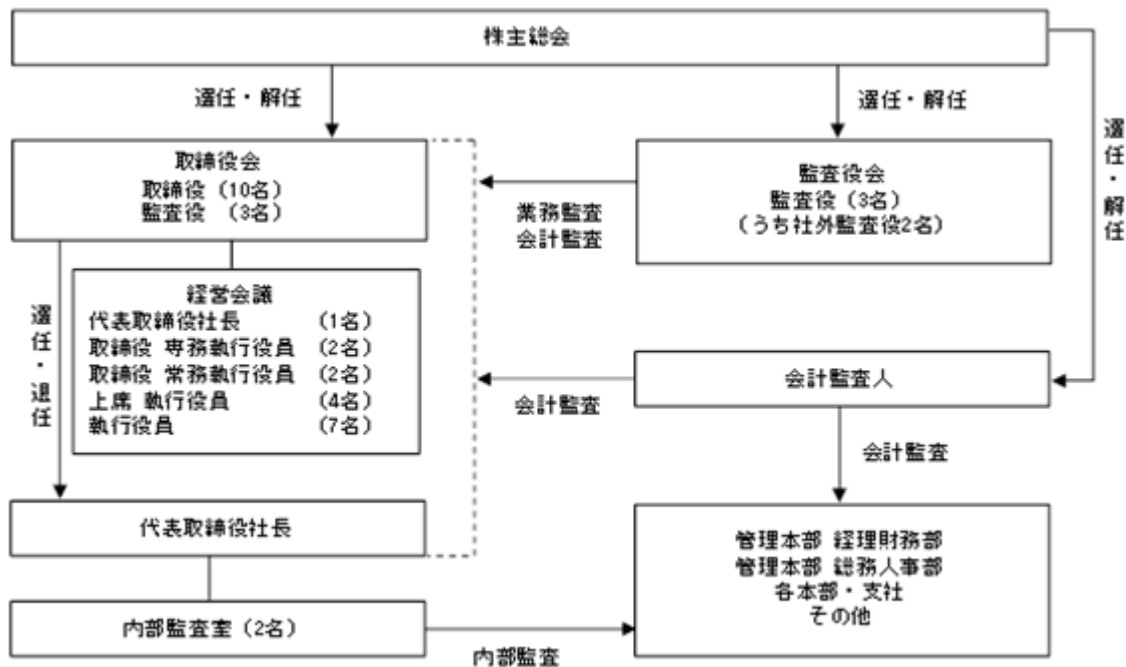 株主総会
選任・解任
選任・解任
選任・解任
取締役会
取締役 (10名)
監査役 (3名)
業務監査
会計監査
監査役会
監査役 (3名)
(うち社外監査役2名)
経営会議
代表取締役社長 (1名)
取締役 専務執行役員 (2名)
取締役 常務執行役員 (2名)
上席 執行役員 (4名)
執行役員 (7名)
選任・退任
会計監査
会計監査人
会計監査
代表取締役社長
管理本部 経理財務部
管理本部 総務人事部
各本部・支社
その他
内部監査室 (2名)
内部監査